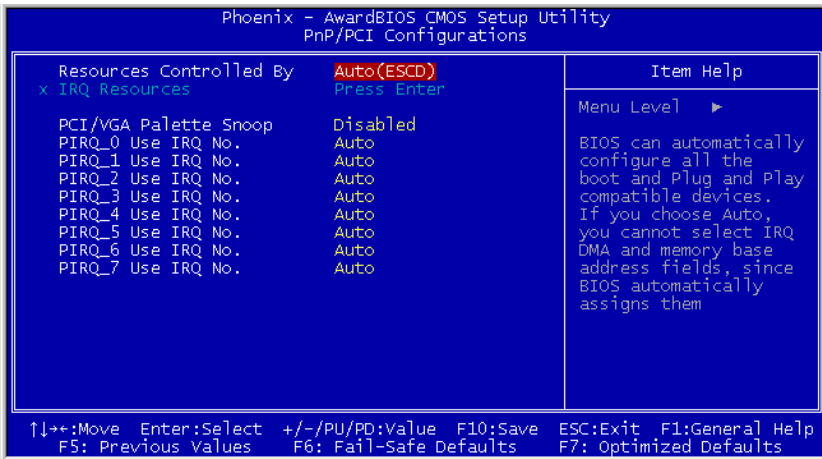 Phoenix - AwardBIOS CMOS Setup Utility
PnP/PCI Configurations
Resources Controlled By Auto(ESCD)
x IRQ Resources Press Enter
PCI/VGA Palette Snoop Disabled
PIRQ_0 Use IRQ No. Auto
PIRQ_1 Use IRQ No. Auto
PIRQ_2 Use IRQ No. Auto
PIRQ_3 Use IRQ No. Auto
PIRQ_4 Use IRQ No. Auto
PIRQ_5 Use IRQ No. Auto
PIRQ_6 Use IRQ No. Auto
PIRQ_7 Use IRQ No. Auto
Item Help
Menu Level ►
BIOS can automatically
configure all the
boot and Plug and Play
compatible devices.
If you choose Auto,
you cannot select IRQ
DMA and memory base
address fields, since
BIOS automatically
assigns them
↑↓→←:Move Enter:Select +/-/PU/PD:Value F10:Save ESC:Exit F1:General Help
F5: Previous Values F6: Fail-Safe Defaults F7: Optimized Defaults